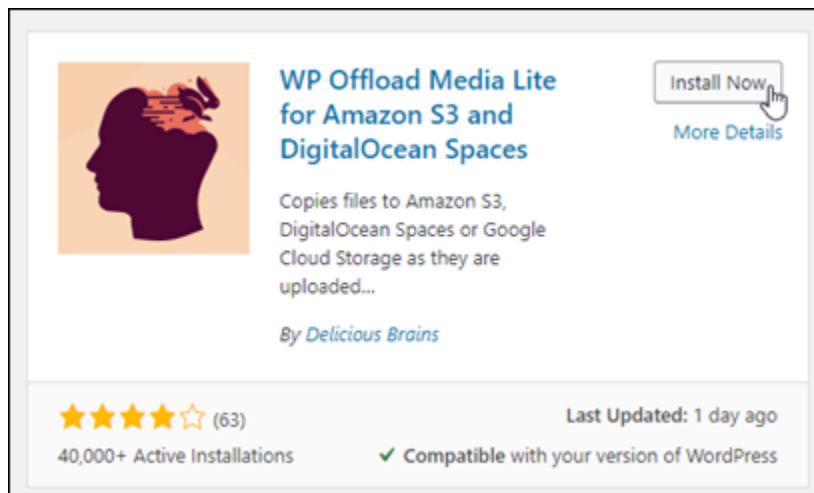 WP Offload Media Lite
for Amazon S3 and
DigitalOcean Spaces
Install Now
More Details
Copies files to Amazon S3,
DigitalOcean Spaces or Google
Cloud Storage as they are
uploaded...
By Delicious Brains
(63)
Last Updated: 1 day ago
40,000+ Active Installations
Compatible with your version of WordPress